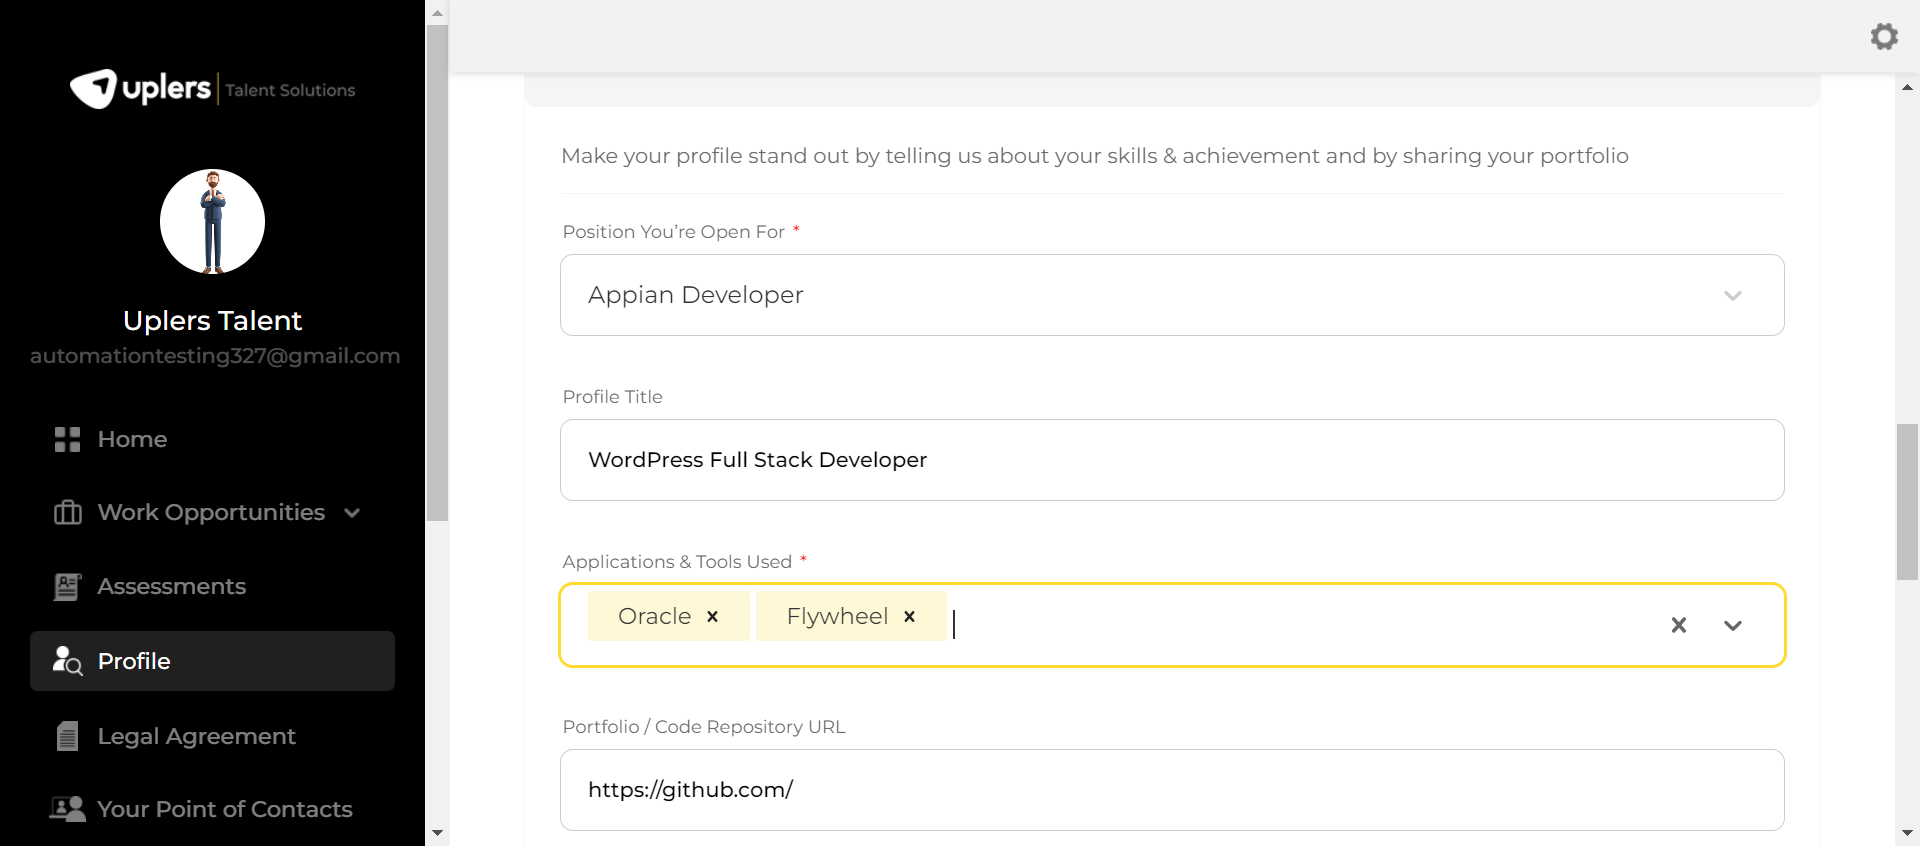 uplers | Talent Solutions
Uplers Talent
automationtesting327@gmail.com
Home
Work Opportunities
Assessments
Profile
Legal Agreement
Your Point of Contacts
Make your profile stand out by telling us about your skills & achievement and by sharing your portfolio
Position You’re Open For *
Appian Developer
Profile Title
WordPress Full Stack Developer
Applications & Tools Used *
Oracle × Flywheel ×
Portfolio / Code Repository URL
https://github.com/